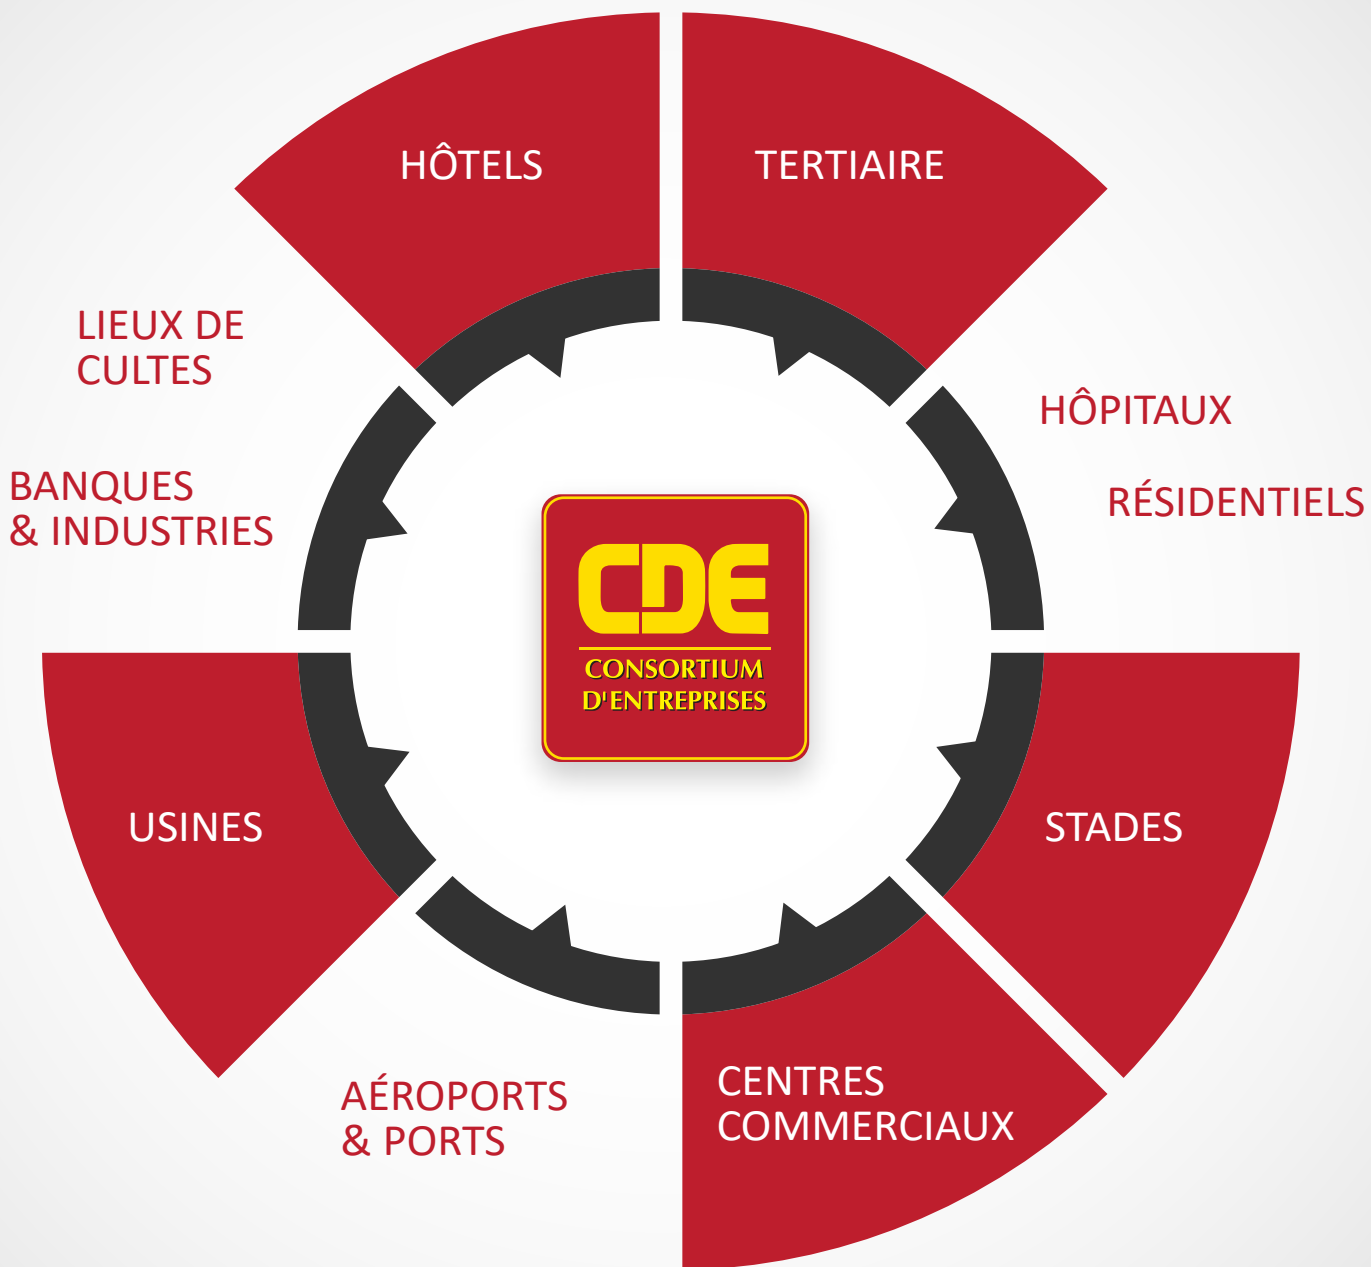 HÔTELS
TERTIAIRE
LIEUX DE
CULTES
HÔPITAUX
BANQUES
& INDUSTRIES
RÉSIDENTIELS
CDE
CONSORTIUM
D'ENTREPRISES
USINES
STADES
AÉROPORTS
& PORTS
CENTRES
COMMERCIAUX